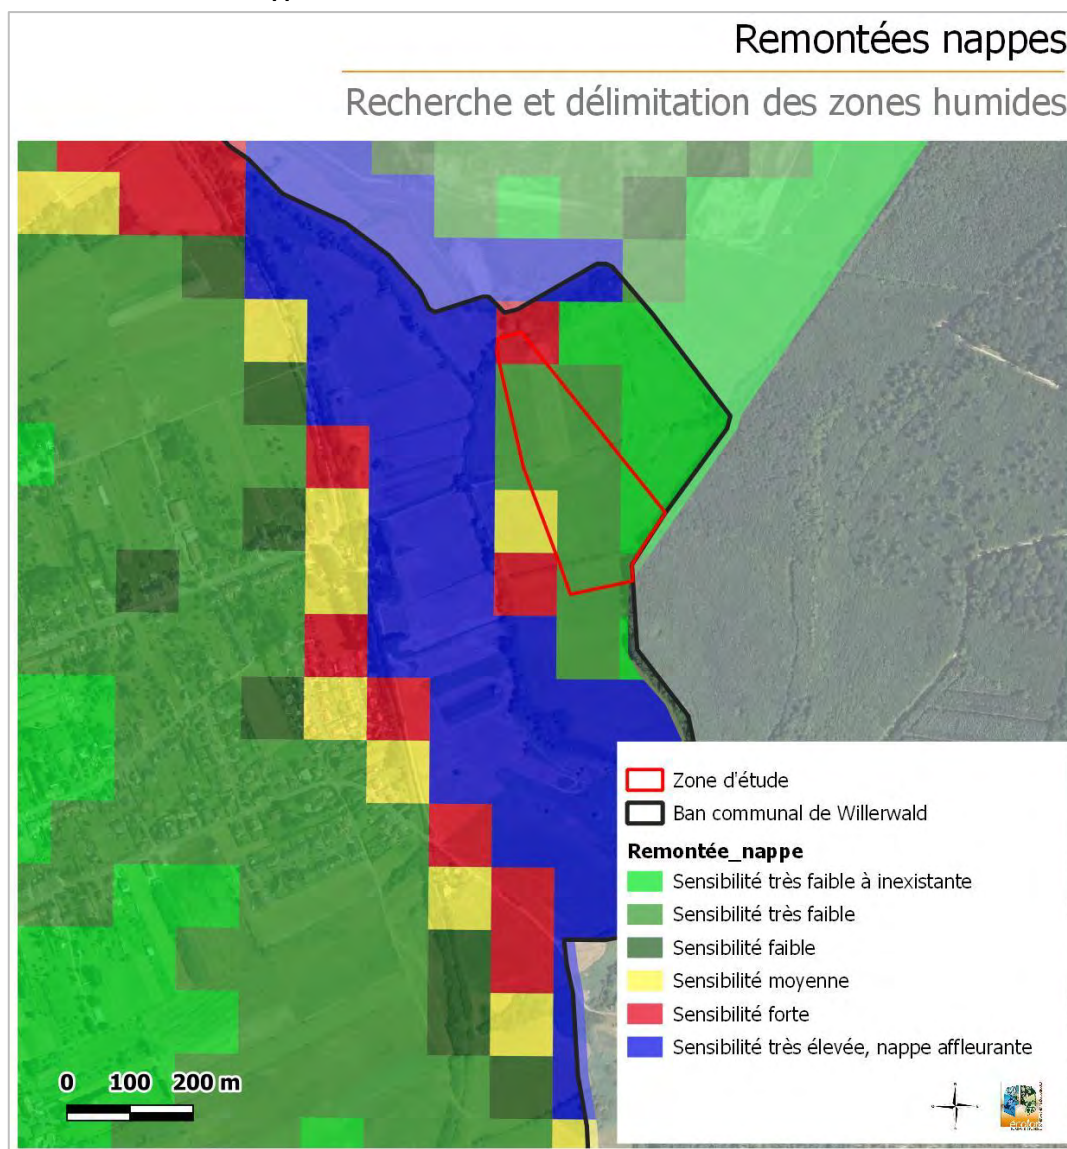 Remontées nappes
Recherche et délimitation des zones humides
Zone d'étude
Ban communal de Willerwald
Remontée_nappe
Sensibilité très faible à inexistante
Sensibilité très faible
Sensibilité faible
Sensibilité moyenne
Sensibilité forte
Sensibilité très élevée, nappe affleurante
0 100 200 m